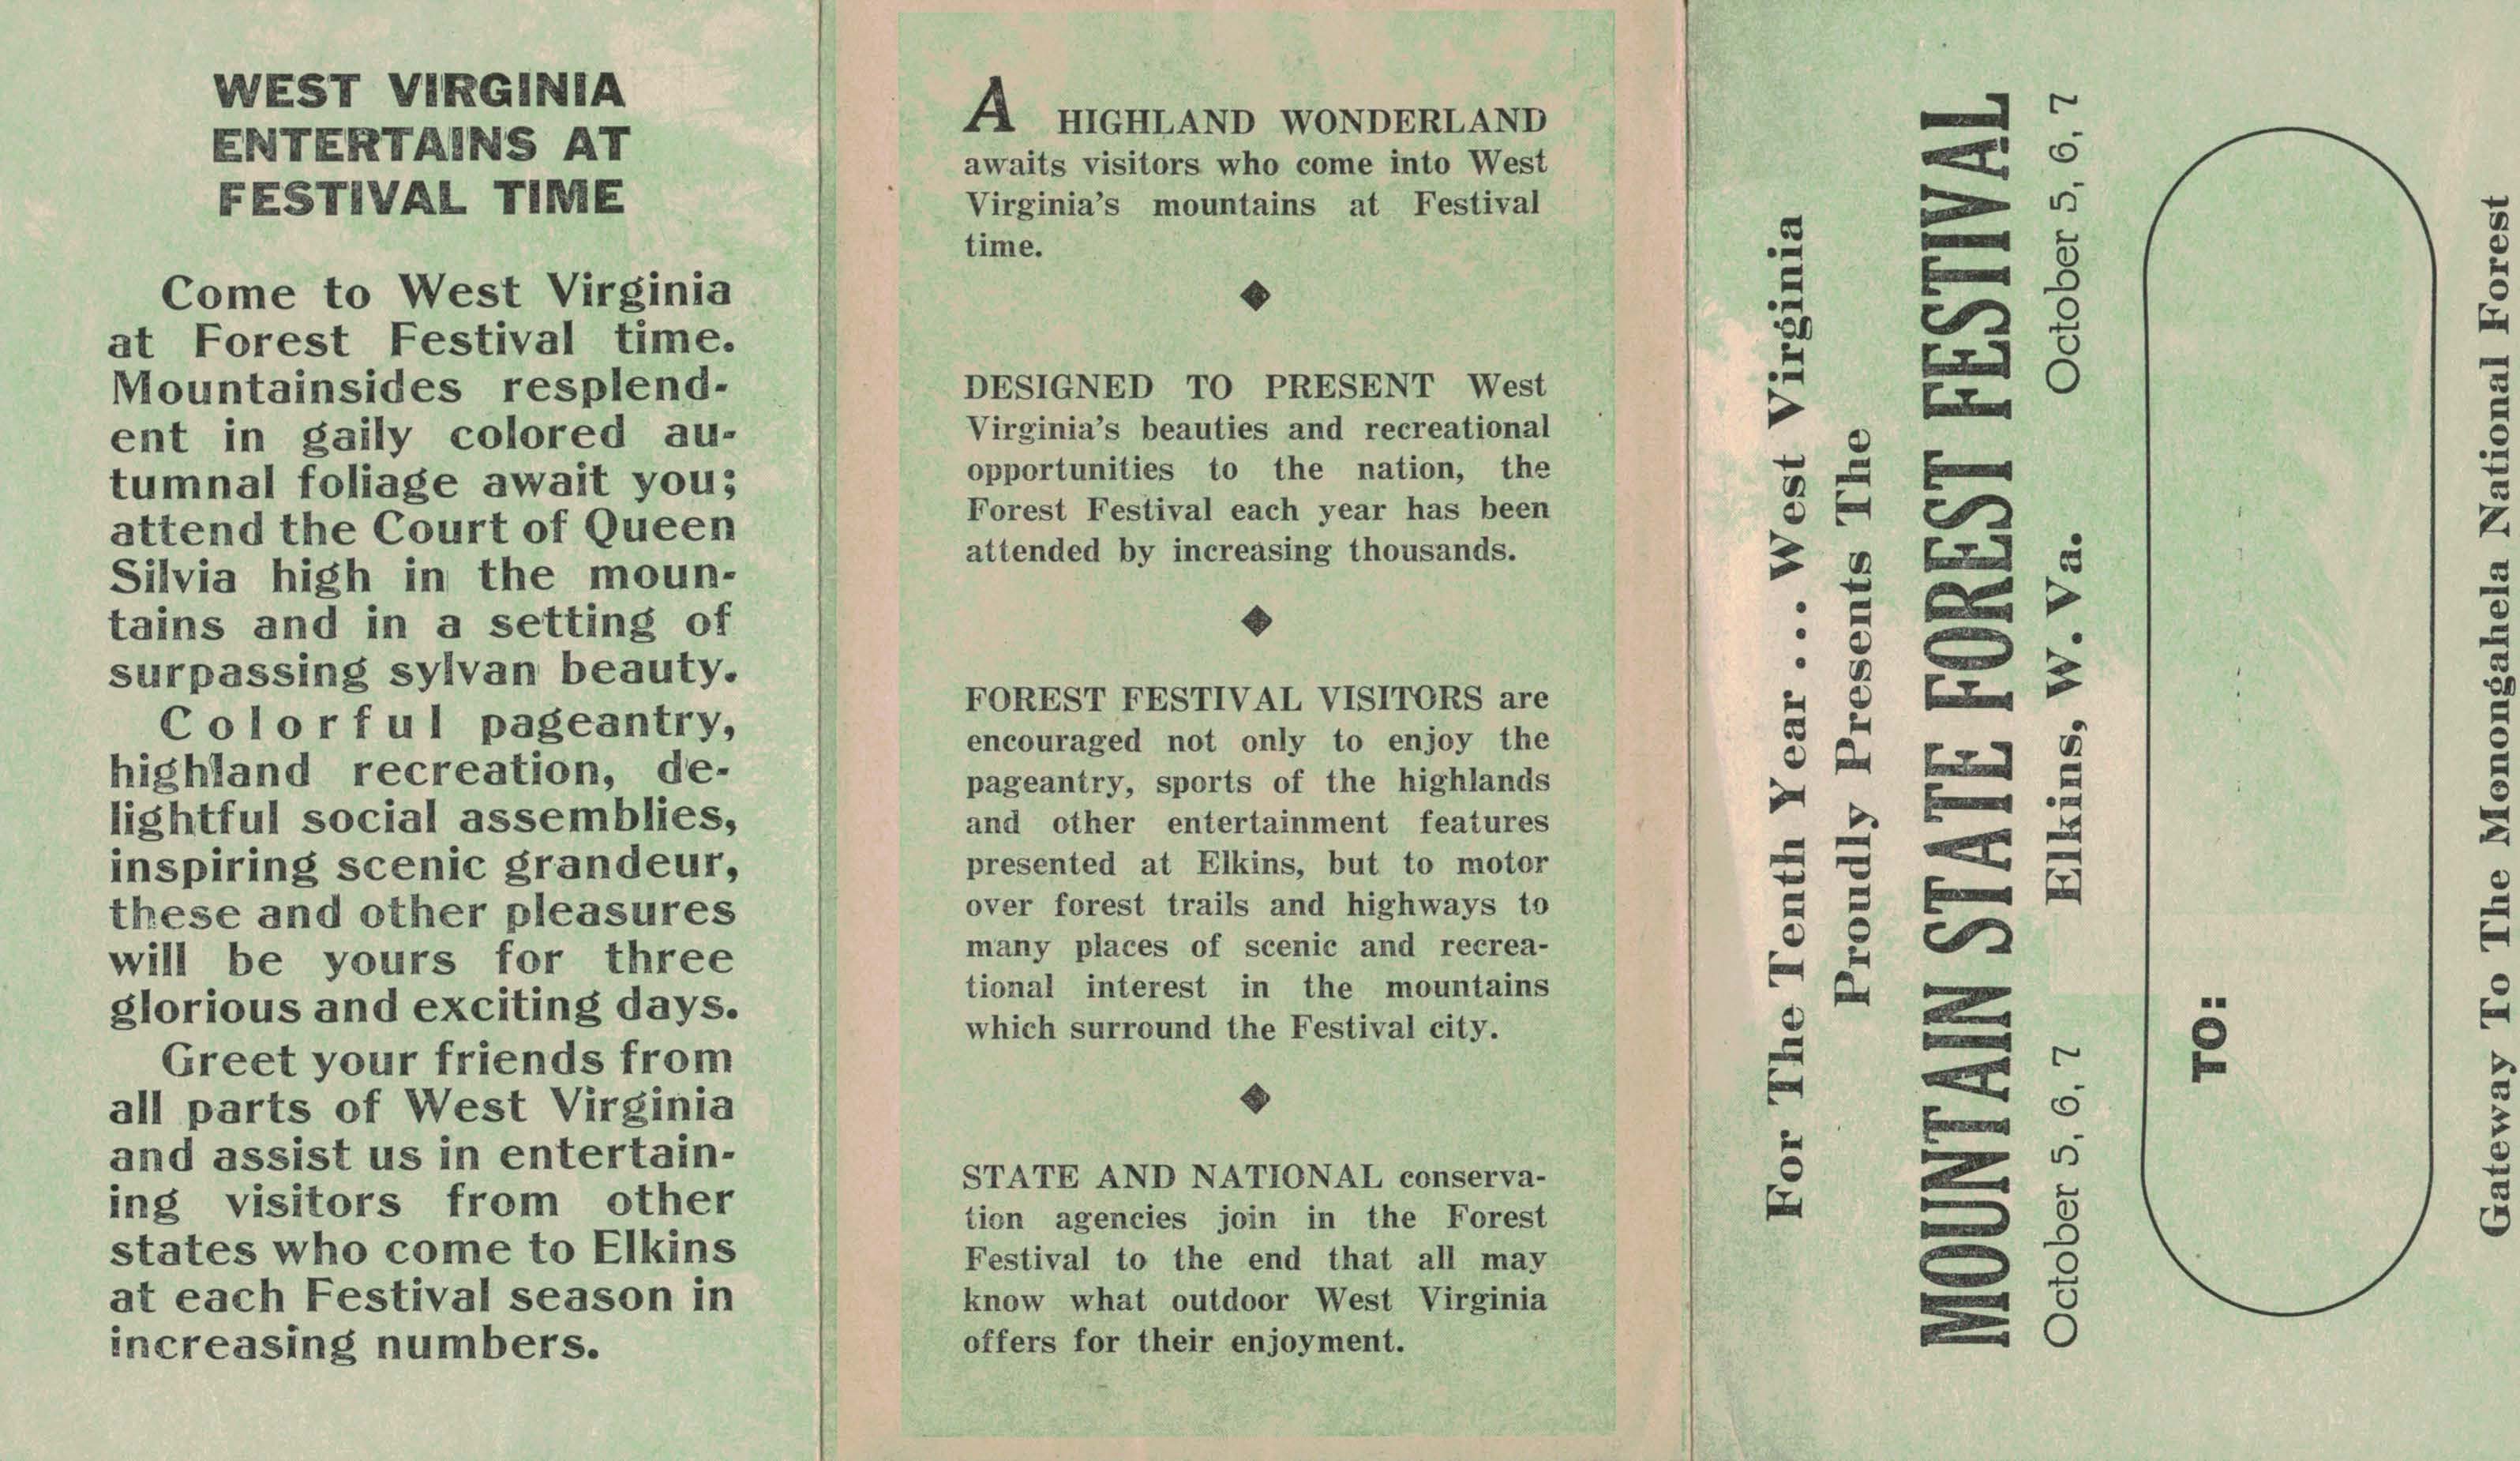 WEST VIRGINIA
ENTERTAINS AT
FESTIVAL TIME
Come to West Virginia
at Forest Festival time.
Mountainsides resplend-
ent in gaily colored au-
tumnal foliage await you;
attend the Court of Queen
Silvia high in the moun-
tains and in a setting of
surpassing sylvan beauty.
Colorful pageantry,
highland recreation, de-
lightful social assemblies,
inspiring scenic grandeur,
these and other pleasures
will be yours for three
glorious and exciting days.
Greet your friends from
all parts of West Virginia
and assist us in entertain-
ing visitors from other
states who come to Elkins
at each Festival season in
increasing numbers.
A HIGHLAND WONDERLAND
awaits visitors who come into West
Virginia's mountains at Festival
time.
DESIGNED TO PRESENT West
Virginia's beauties and recreational
opportunities to the nation, the
Forest Festival each year has been
attended by increasing thousands.
FOREST FESTIVAL VISITORS are
encouraged not only to enjoy the
pageantry, sports of the highlands
and other entertainment features
presented at Elkins, but to motor
over forest trails and highways to
many places of scenic and recrea-
tional interest in the mountains
which surround the Festival city.
STATE AND NATIONAL conserva-
tion agencies join in the Forest
Festival to the end that all may
know what outdoor West Virginia
offers for their enjoyment.
For The Tenth Year.... West Virginia
Proudly Presents The
MOUNTAIN STATE FOREST FESTIVAL
October 5, 6, 7 Elkins, W. Va. October 5, 6, 7
TO:
Gateway To The Monongahela National Forest